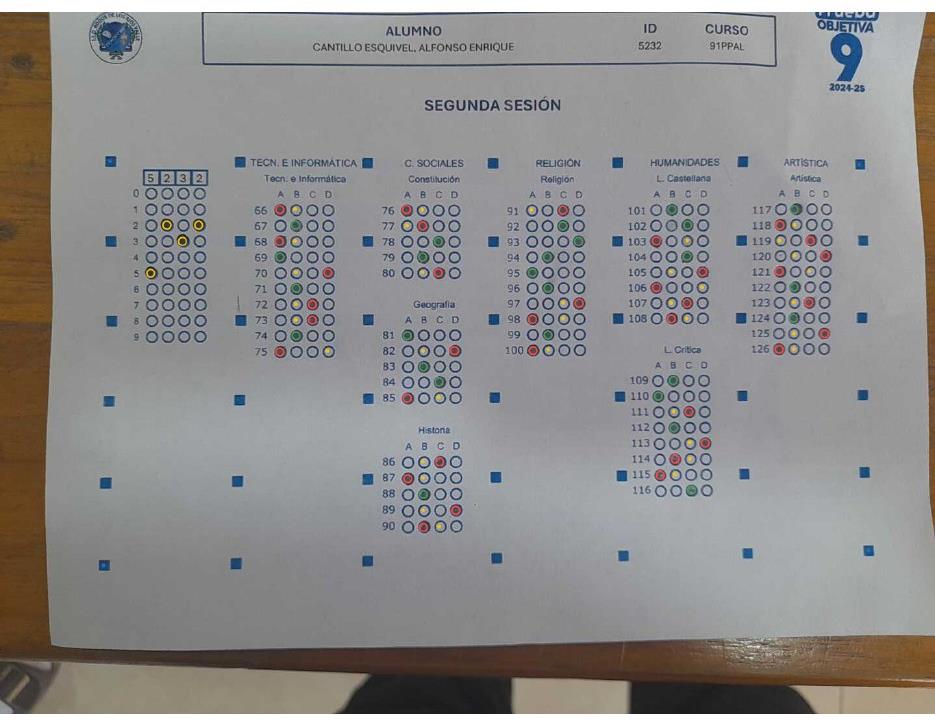 ALUMNO
CANTILLO ESQUIVEL, ALFONSO ENRIQUE
ID
5232
CURSO
91PPAL
Prueba
OBJETIVA
9
2024-25
SEGUNDA SESIÓN
5 2 3 2
0
1
2
3
4
5
6
7
8
9
TECN. E INFORMÁTICA
Tecn. e Informática
A B C D
66
67
68
69
70
71
72
73
74
75
C. SOCIALES
Constitución
A B C D
76
77
78
79
80
Geografía
A B C D
81
82
83
84
85
Historia
A B C D
86
87
88
89
90
RELIGIÓN
Religión
A B C D
91
92
93
94
95
96
97
98
99
100
HUMANIDADES
L. Castellana
A B C D
101
102
103
104
105
106
107
108
L. Crítica
A B C D
109
110
111
112
113
114
115
116
ARTÍSTICA
Artística
A B C D
117
118
119
120
121
122
123
124
125
126